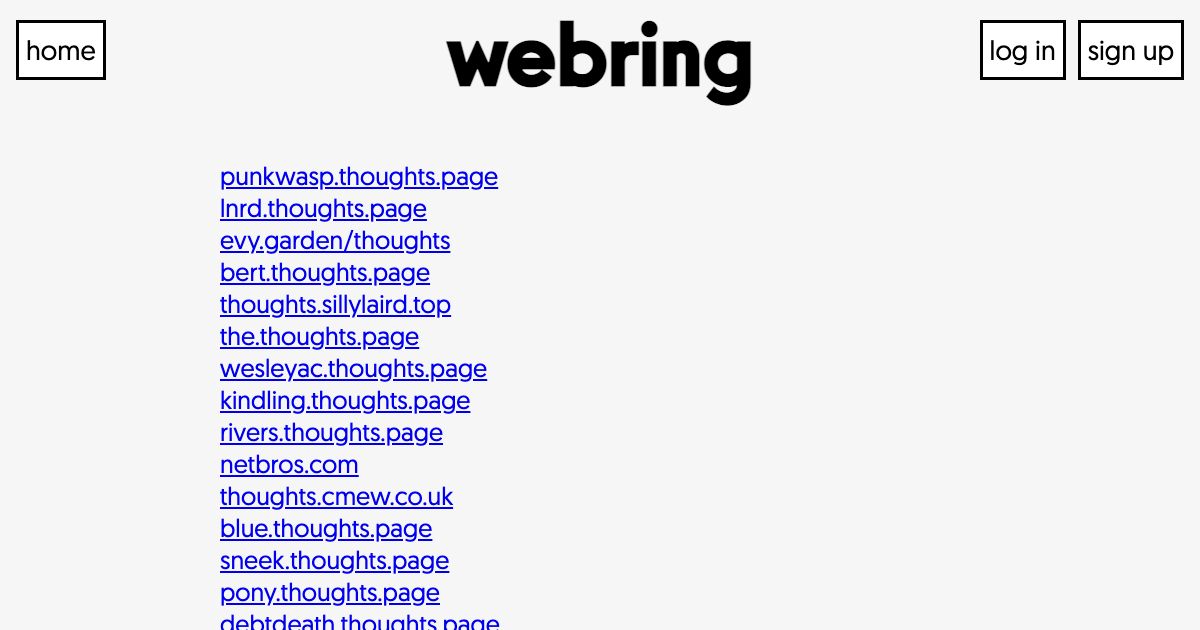 home
webring
log in
sign up
punkwasp.thoughts.page
lnrd.thoughts.page
evy.garden/thoughts
bert.thoughts.page
thoughts.sillylaird.top
the.thoughts.page
wesleyac.thoughts.page
kindling.thoughts.page
rivers.thoughts.page
netbros.com
thoughts.cmew.co.uk
blue.thoughts.page
sneek.thoughts.page
pony.thoughts.page
debtdeath.thoughts.page